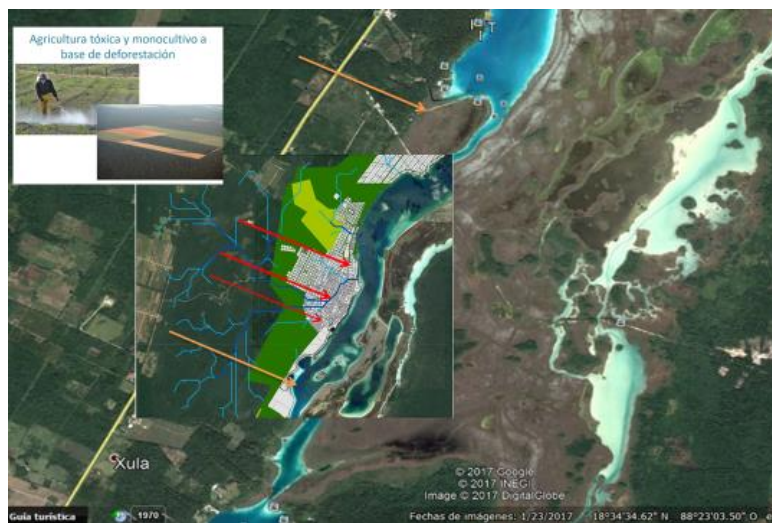 Agricultura tóxica y monocultivo a
base de deforestación
Xula
© 2017 Google
© 2017 INEGI
Image © 2017 DigitalGlobe
Guía turística
1970
Fechas de imágenes: 1/23/2017
18°34'34.62" N 88°23'03.50" O